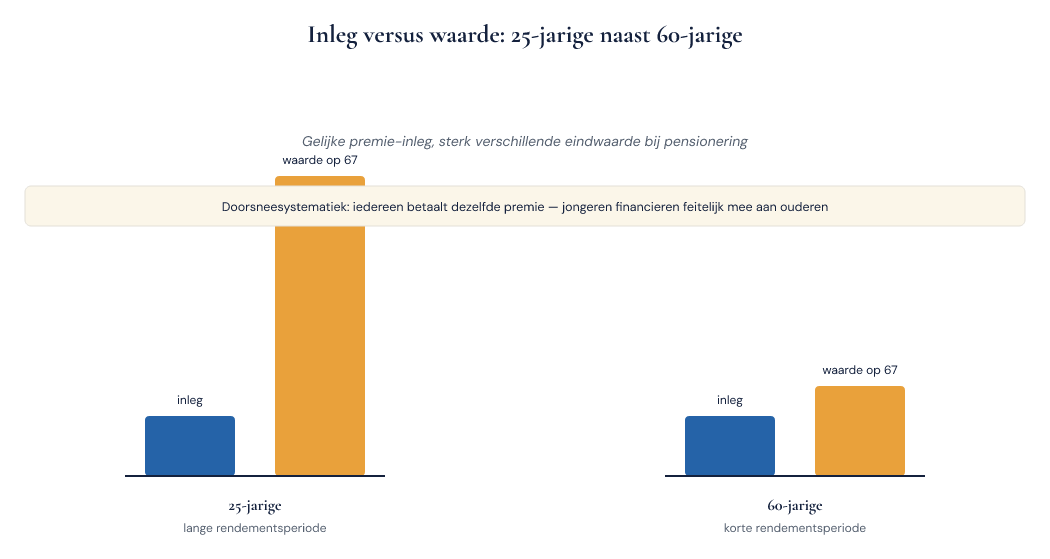 Inleg versus waarde: 25-jarige naast 60-jarige
Gelijke premie-inleg, sterk verschillende eindwaarde bij pensionering
waarde op 67
Doorsneesystematiek: iedereen betaalt dezelfde premie — jongeren financieren feitelijk mee aan ouderen
waarde op 67
inleg
inleg
25-jarige
60-jarige
lange rendementsperiode
korte rendementsperiode